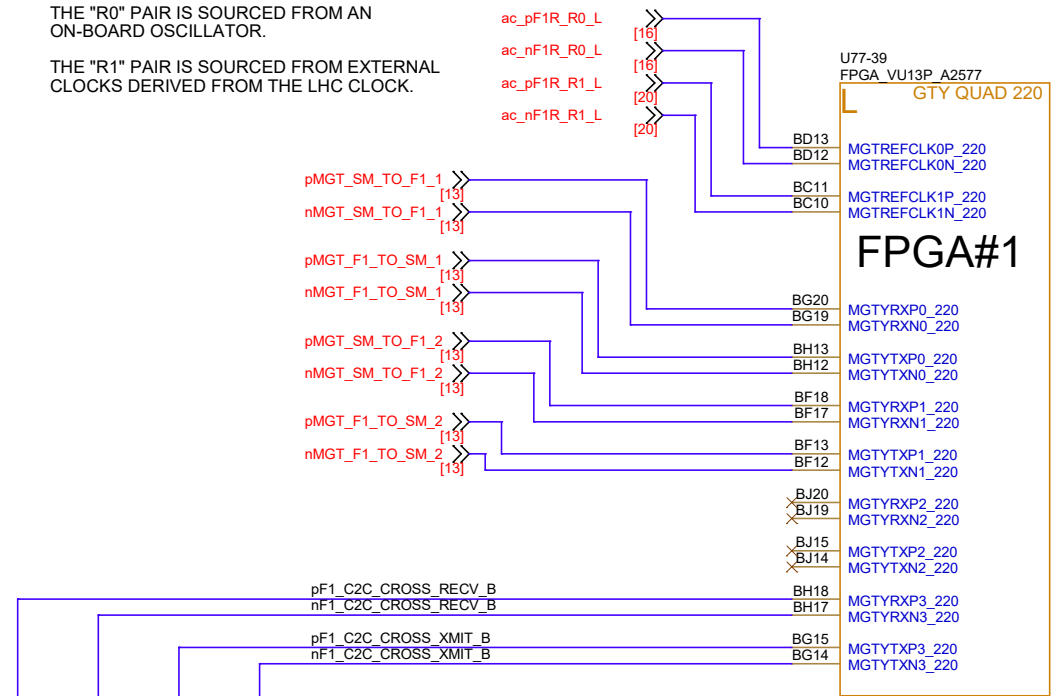 THE "R0" PAIR IS SOURCED FROM AN
ON-BOARD OSCILLATOR.
THE "R1" PAIR IS SOURCED FROM EXTERNAL
CLOCKS DERIVED FROM THE LHC CLOCK.
ac_pF1R_R0_L
[16]
ac_nF1R_R0_L
[16]
ac_pF1R_R1_L
[20]
ac_nF1R_R1_L
[20]
U77-39
FPGA_VU13P_A2577
L
GTY QUAD 220
BD13 MGTREFCLK0P_220
BD12 MGTREFCLK0N_220
BC11 MGTREFCLK1P_220
BC10 MGTREFCLK1N_220
FPGA#1
pMGT_SM_TO_F1_1
[13]
nMGT_SM_TO_F1_1
[13]
pMGT_F1_TO_SM_1
[13]
nMGT_F1_TO_SM_1
[13]
pMGT_SM_TO_F1_2
[13]
nMGT_SM_TO_F1_2
[13]
pMGT_F1_TO_SM_2
[13]
nMGT_F1_TO_SM_2
[13]
BG20 MGTYRXP0_220
BG19 MGTYRXN0_220
BH13 MGTYTXP0_220
BH12 MGTYTXN0_220
BF18 MGTYRXP1_220
BF17 MGTYRXN1_220
BF13 MGTYTXP1_220
BF12 MGTYTXN1_220
BJ20 MGTYRXP2_220
BJ19 MGTYRXN2_220
BJ15 MGTYTXP2_220
BJ14 MGTYTXN2_220
pF1_C2C_CROSS_RECV_B BH18 MGTYRXP3_220
nF1_C2C_CROSS_RECV_B BH17 MGTYRXN3_220
pF1_C2C_CROSS_XMIT_B BG15 MGTYTXP3_220
nF1_C2C_CROSS_XMIT_B BG14 MGTYTXN3_220